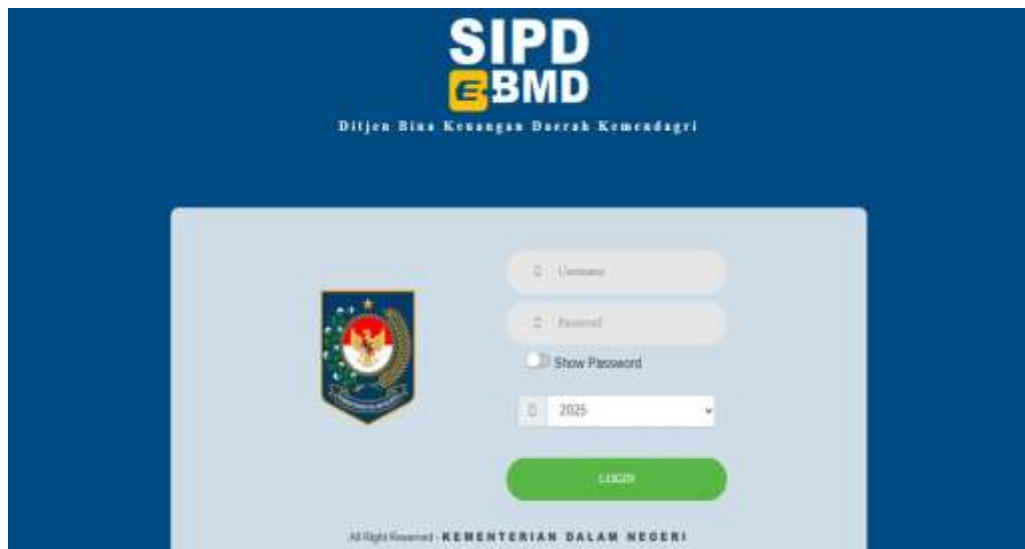 SIPD
e-BMD
Ditjen Bina Keuangan Daerah Kemendagri
Username
Password
Show Password
2025
LOGIN
All Right Reserved - KEMENTERIAN DALAM NEGERI